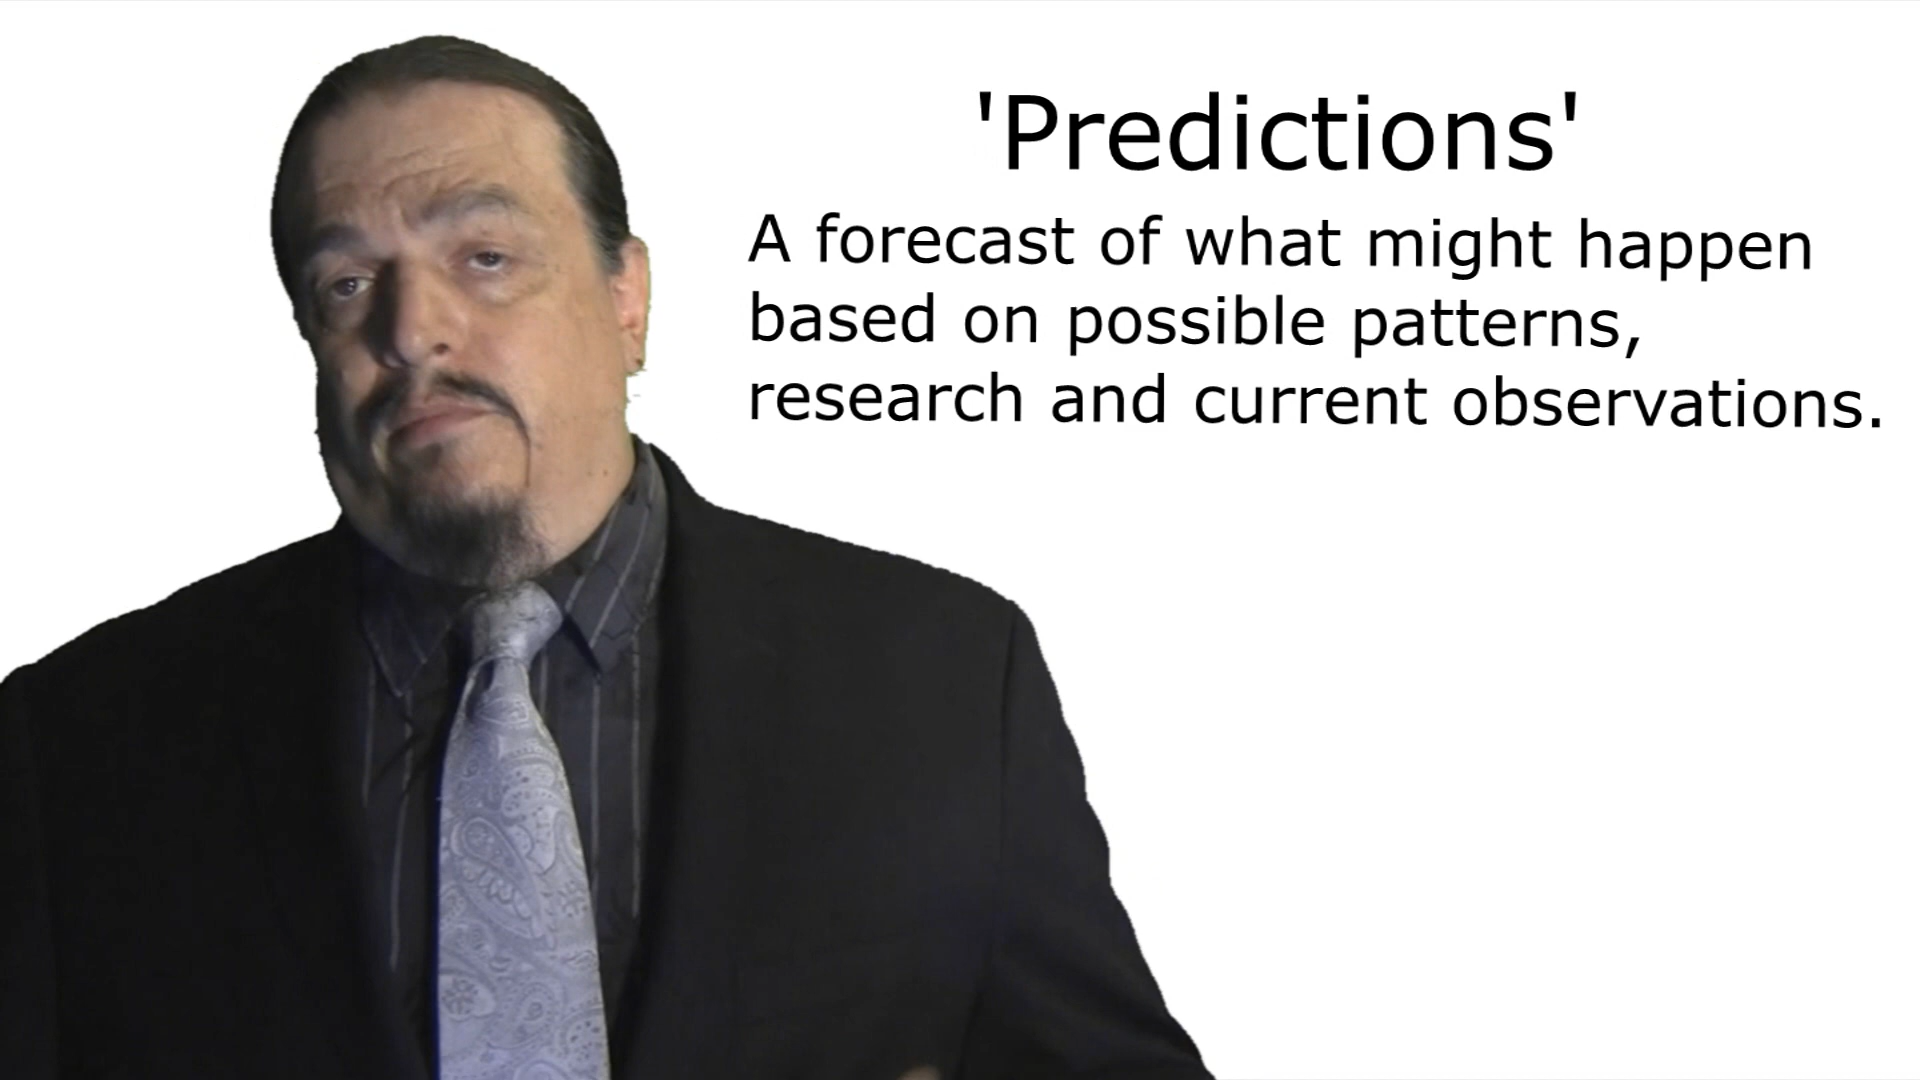 'Predictions'
A forecast of what might happen
based on possible patterns,
research and current observations.